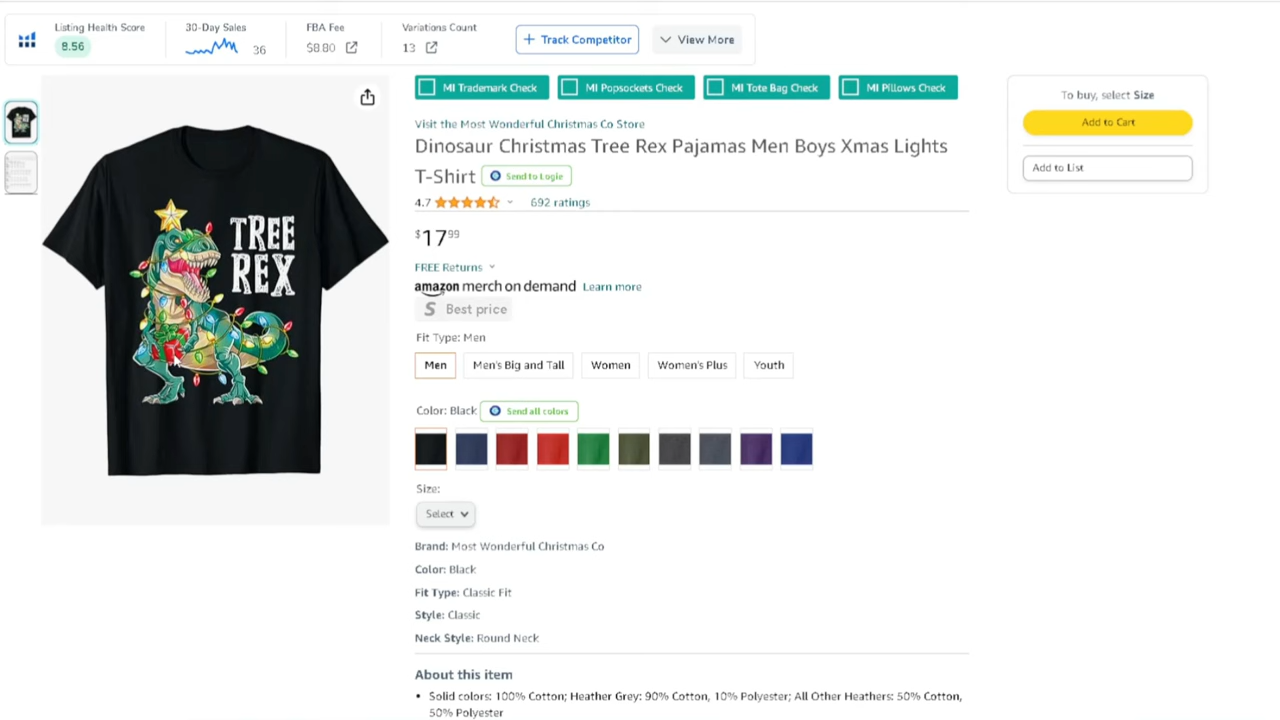 Listing Health Score
8.56
30-Day Sales
36
FBA Fee
$8.80
Variations Count
13
+ Track Competitor
View More
MI Trademark Check
MI Popsockets Check
MI Tote Bag Check
MI Pillows Check
Visit the Most Wonderful Christmas Co Store
Dinosaur Christmas Tree Rex Pajamas Men Boys Xmas Lights
T-Shirt
Send to Logie
4.7
692 ratings
$17.99
FREE Returns
amazon merch on demand Learn more
S Best price
Fit Type: Men
Men
Men's Big and Tall
Women
Women's Plus
Youth
Color: Black
Send all colors
Size:
Select
Brand: Most Wonderful Christmas Co
Color: Black
Fit Type: Classic Fit
Style: Classic
Neck Style: Round Neck
About this item
• Solid colors: 100% Cotton; Heather Grey: 90% Cotton, 10% Polyester; All Other Heathers: 50% Cotton,
50% Polyester
To buy, select Size
Add to Cart
Add to List
TREE
REX